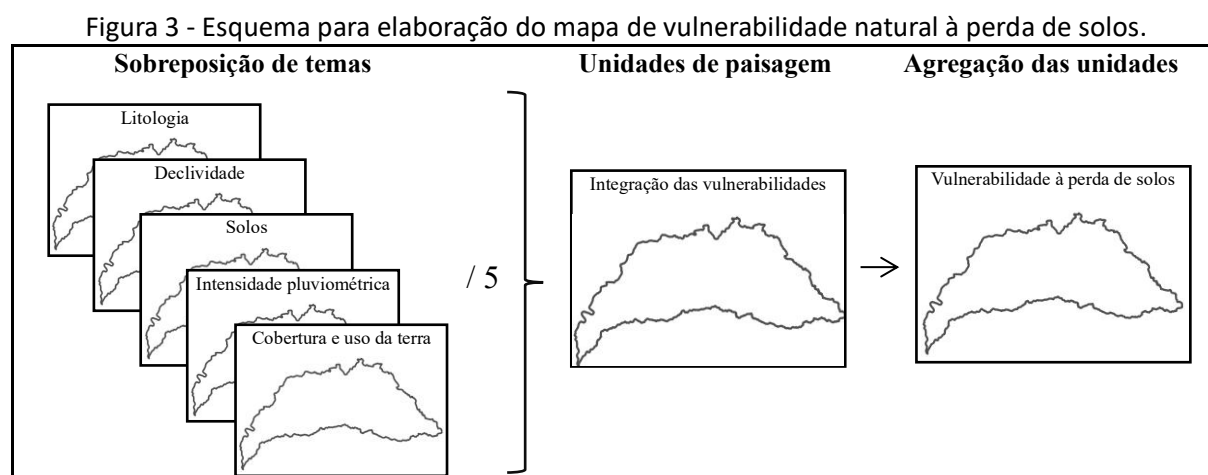 Figura 3 - Esquema para elaboração do mapa de vulnerabilidade natural à perda de solos.
Sobreposição de temas
Unidades de paisagem
Agregação das unidades
Litologia
Declividade
Solos
Intensidade pluviométrica
Cobertura e uso da terra
/ 5
Integração das vulnerabilidades
Vulnerabilidade à perda de solos